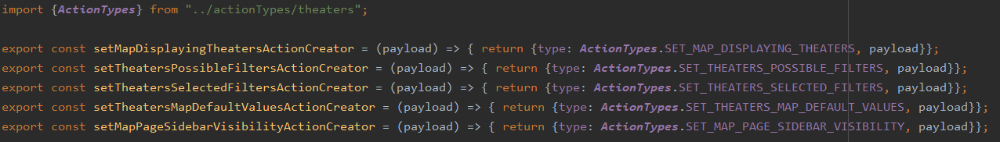 import {ActionTypes} from "../actionTypes/theaters";
export const setMapDisplayingTheatersActionCreator = (payload) => { return {type: ActionTypes.SET_MAP_DISPLAYING_THEATERS, payload}};
export const setTheatersPossibleFiltersActionCreator = (payload) => { return {type: ActionTypes.SET_THEATERS_POSSIBLE_FILTERS, payload}};
export const setTheatersSelectedFiltersActionCreator = (payload) => { return {type: ActionTypes.SET_THEATERS_SELECTED_FILTERS, payload}};
export const setTheatersMapDefaultValuesActionCreator = (payload) => { return {type: ActionTypes.SET_THEATERS_MAP_DEFAULT_VALUES, payload}};
export const setMapPageSidebarVisibilityActionCreator = (payload) => { return {type: ActionTypes.SET_MAP_PAGE_SIDEBAR_VISIBILITY, payload}};